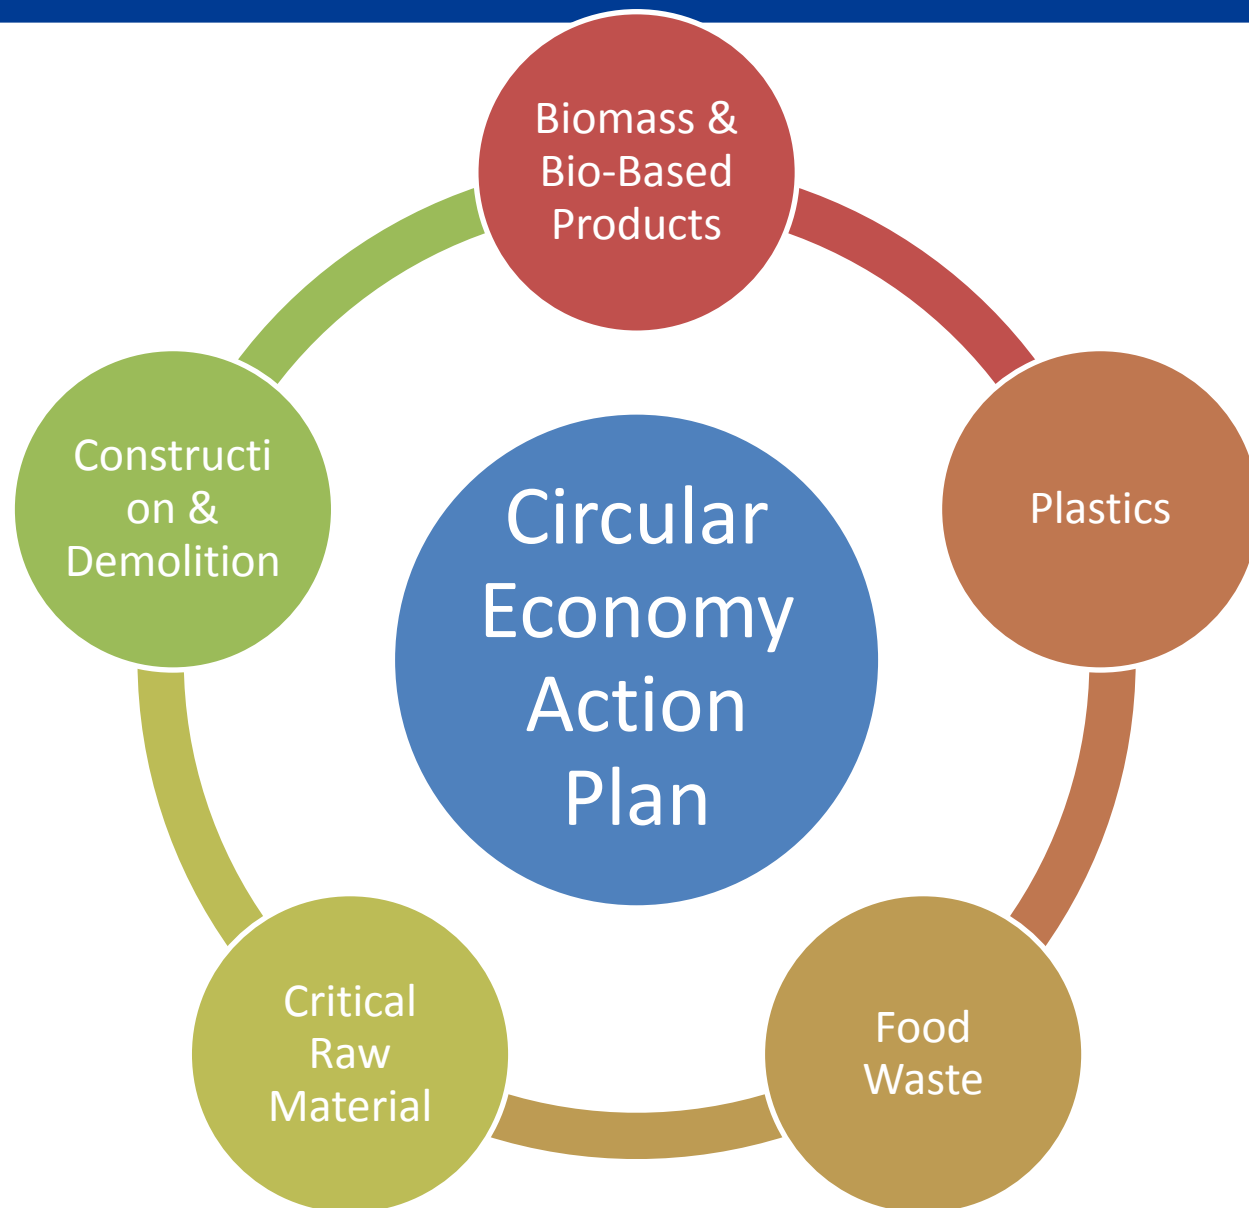 Biomass &
Bio-Based
Products
Plastics
Food
Waste
Critical
Raw
Material
Constructi
on &
Demolition
Circular
Economy
Action
Plan